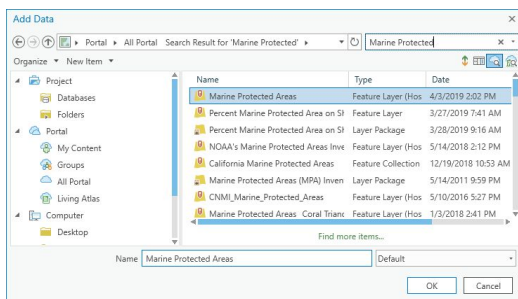 Add Data
Portal All Portal Search Result for 'Marine Protected' Marine Protected
Organize New Item
Project
Databases
Folders
Portal
My Content
Groups
All Portal
Living Atlas
Computer
Desktop
Name Type Date
Marine Protected Areas Feature Layer (Hos 4/3/2019 2:02 PM
Percent Marine Protected Area on Sh Feature Layer 3/27/2019 7:41 AM
Percent Marine Protected Area on Sh Layer Package 3/28/2019 9:16 AM
NOAA's Marine Protected Areas Inve Feature Layer (Hos 5/14/2018 2:12 PM
California Marine Protected Areas Feature Collection 12/19/2018 10:53 AM
Marine Protected Areas (MPA) Inven Layer Package 5/14/2011 9:59 PM
CNMI_Marine_Protected_Areas Feature Layer (Hos 5/10/2016 5:27 PM
Marine Protected Areas Coral Triang Feature Layer (Hos 1/3/2018 2:41 PM
Find more items...
Name Marine Protected Areas Default
OK Cancel